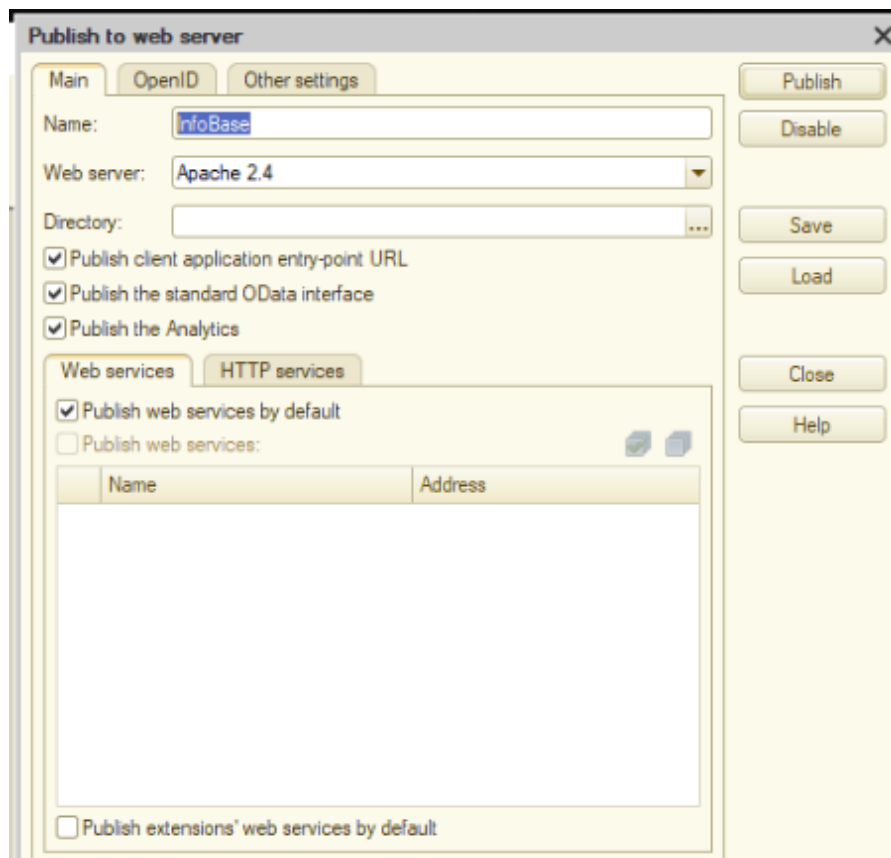 Publish to web server
Main OpenID Other settings
Publish
Name: InfoBase
Disable
Web server: Apache 2.4
Directory: ...
Save
Publish client application entry-point URL
Load
Publish the standard OData interface
Publish the Analytics
Web services HTTP services
Close
Publish web services by default
Help
Publish web services:
Name Address
Publish extensions' web services by default